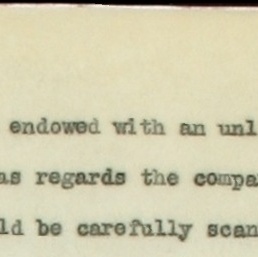 endowed with an unl
as regards the compa
ld be carefully scan